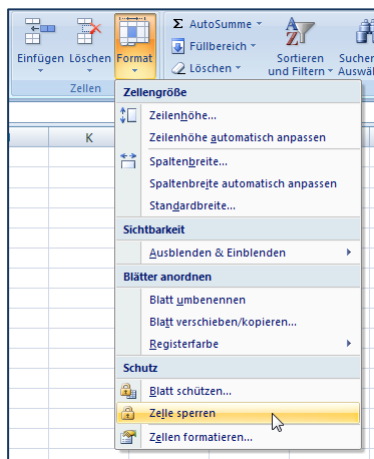 Einfügen Löschen Format
Σ AutoSumme
Füllbereich
Löschen
Sortieren
und Filtern
Suchen
Auswäl
Zellen
Zellengröße
Zeilenhöhe...
Zeilenhöhe automatisch anpassen
Spaltenbreite...
Spaltenbreite automatisch anpassen
Standardbreite...
Sichtbarkeit
Ausblenden & Einblenden
Blätter anordnen
Blatt umbenennen
Blatt verschieben/kopieren...
Registerfarbe
Schutz
Blatt schützen...
Zelle sperren
Zellen formatieren...
K